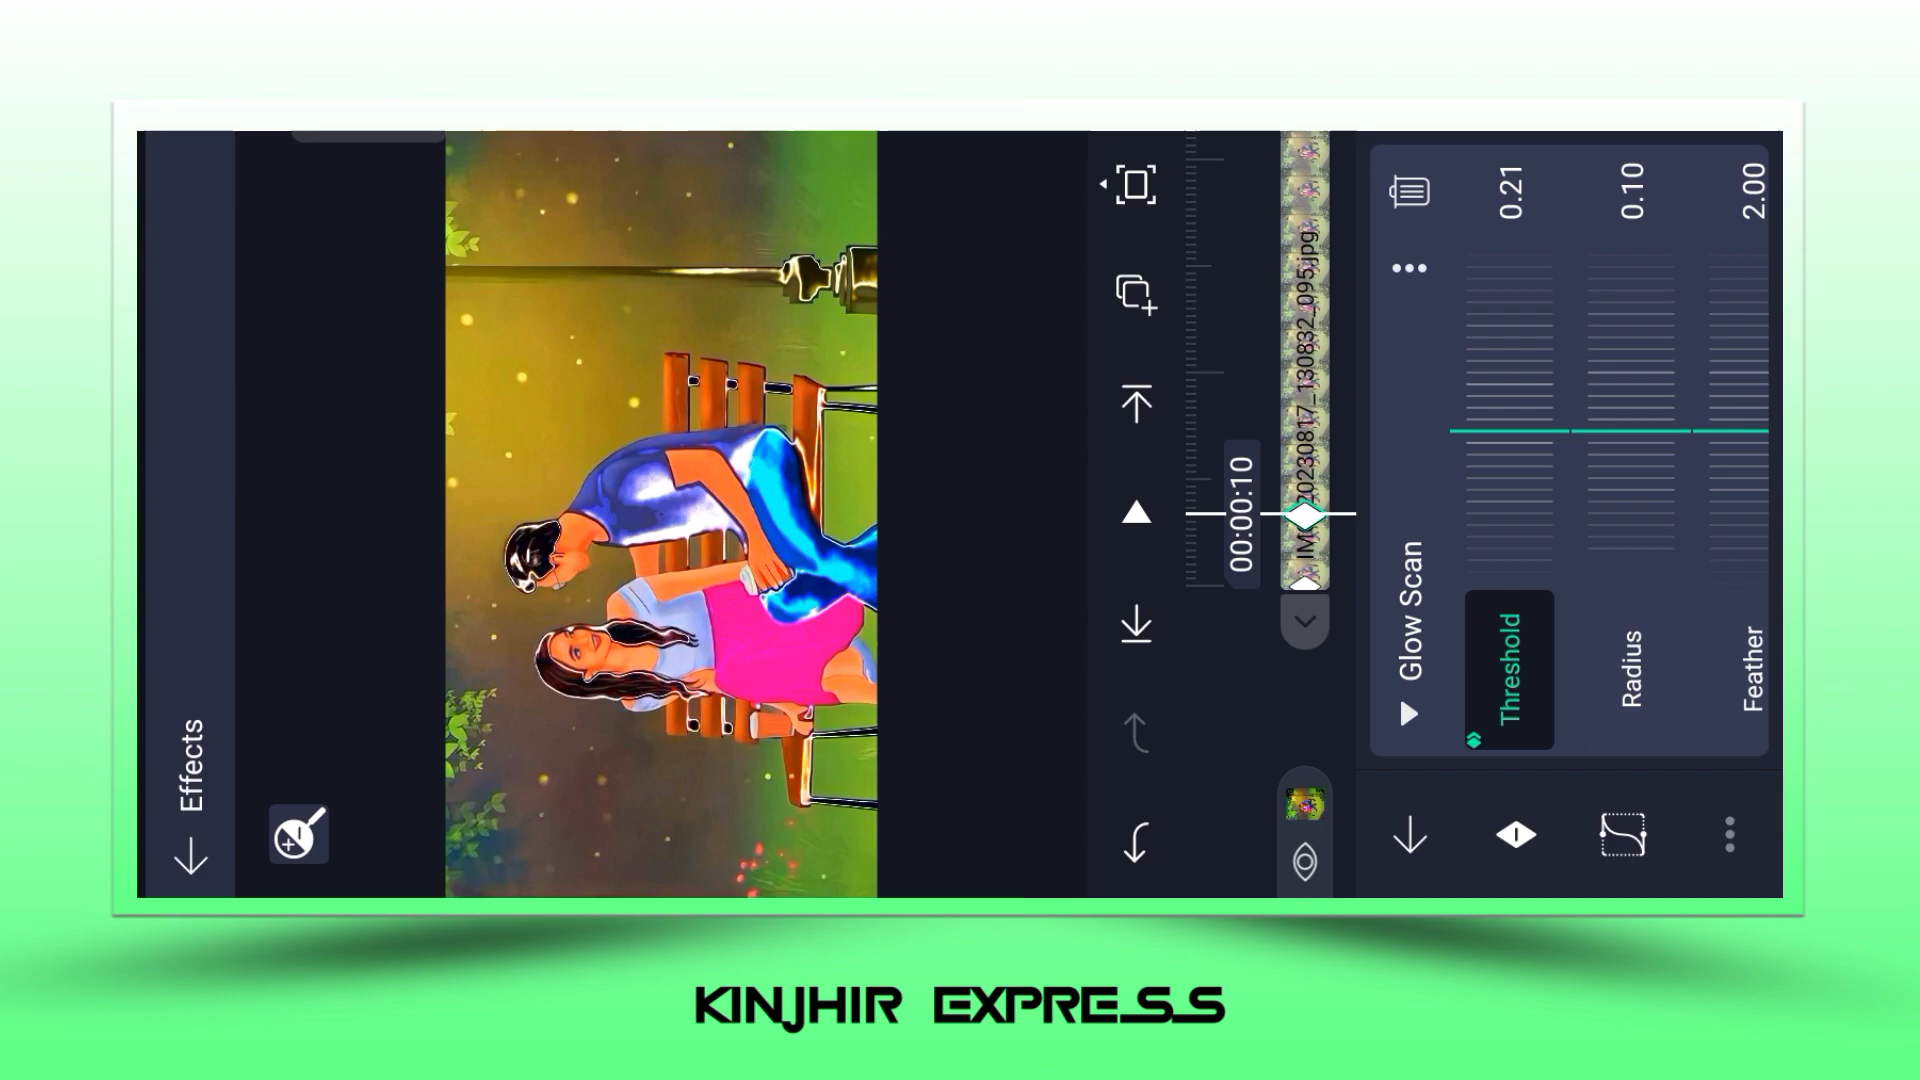 Effects
00:00:10
IMG_20230817_130832_095.jpg
Glow Scan
Threshold 0.21
Radius 0.10
Feather 2.00
KINJHIR EXPRESS